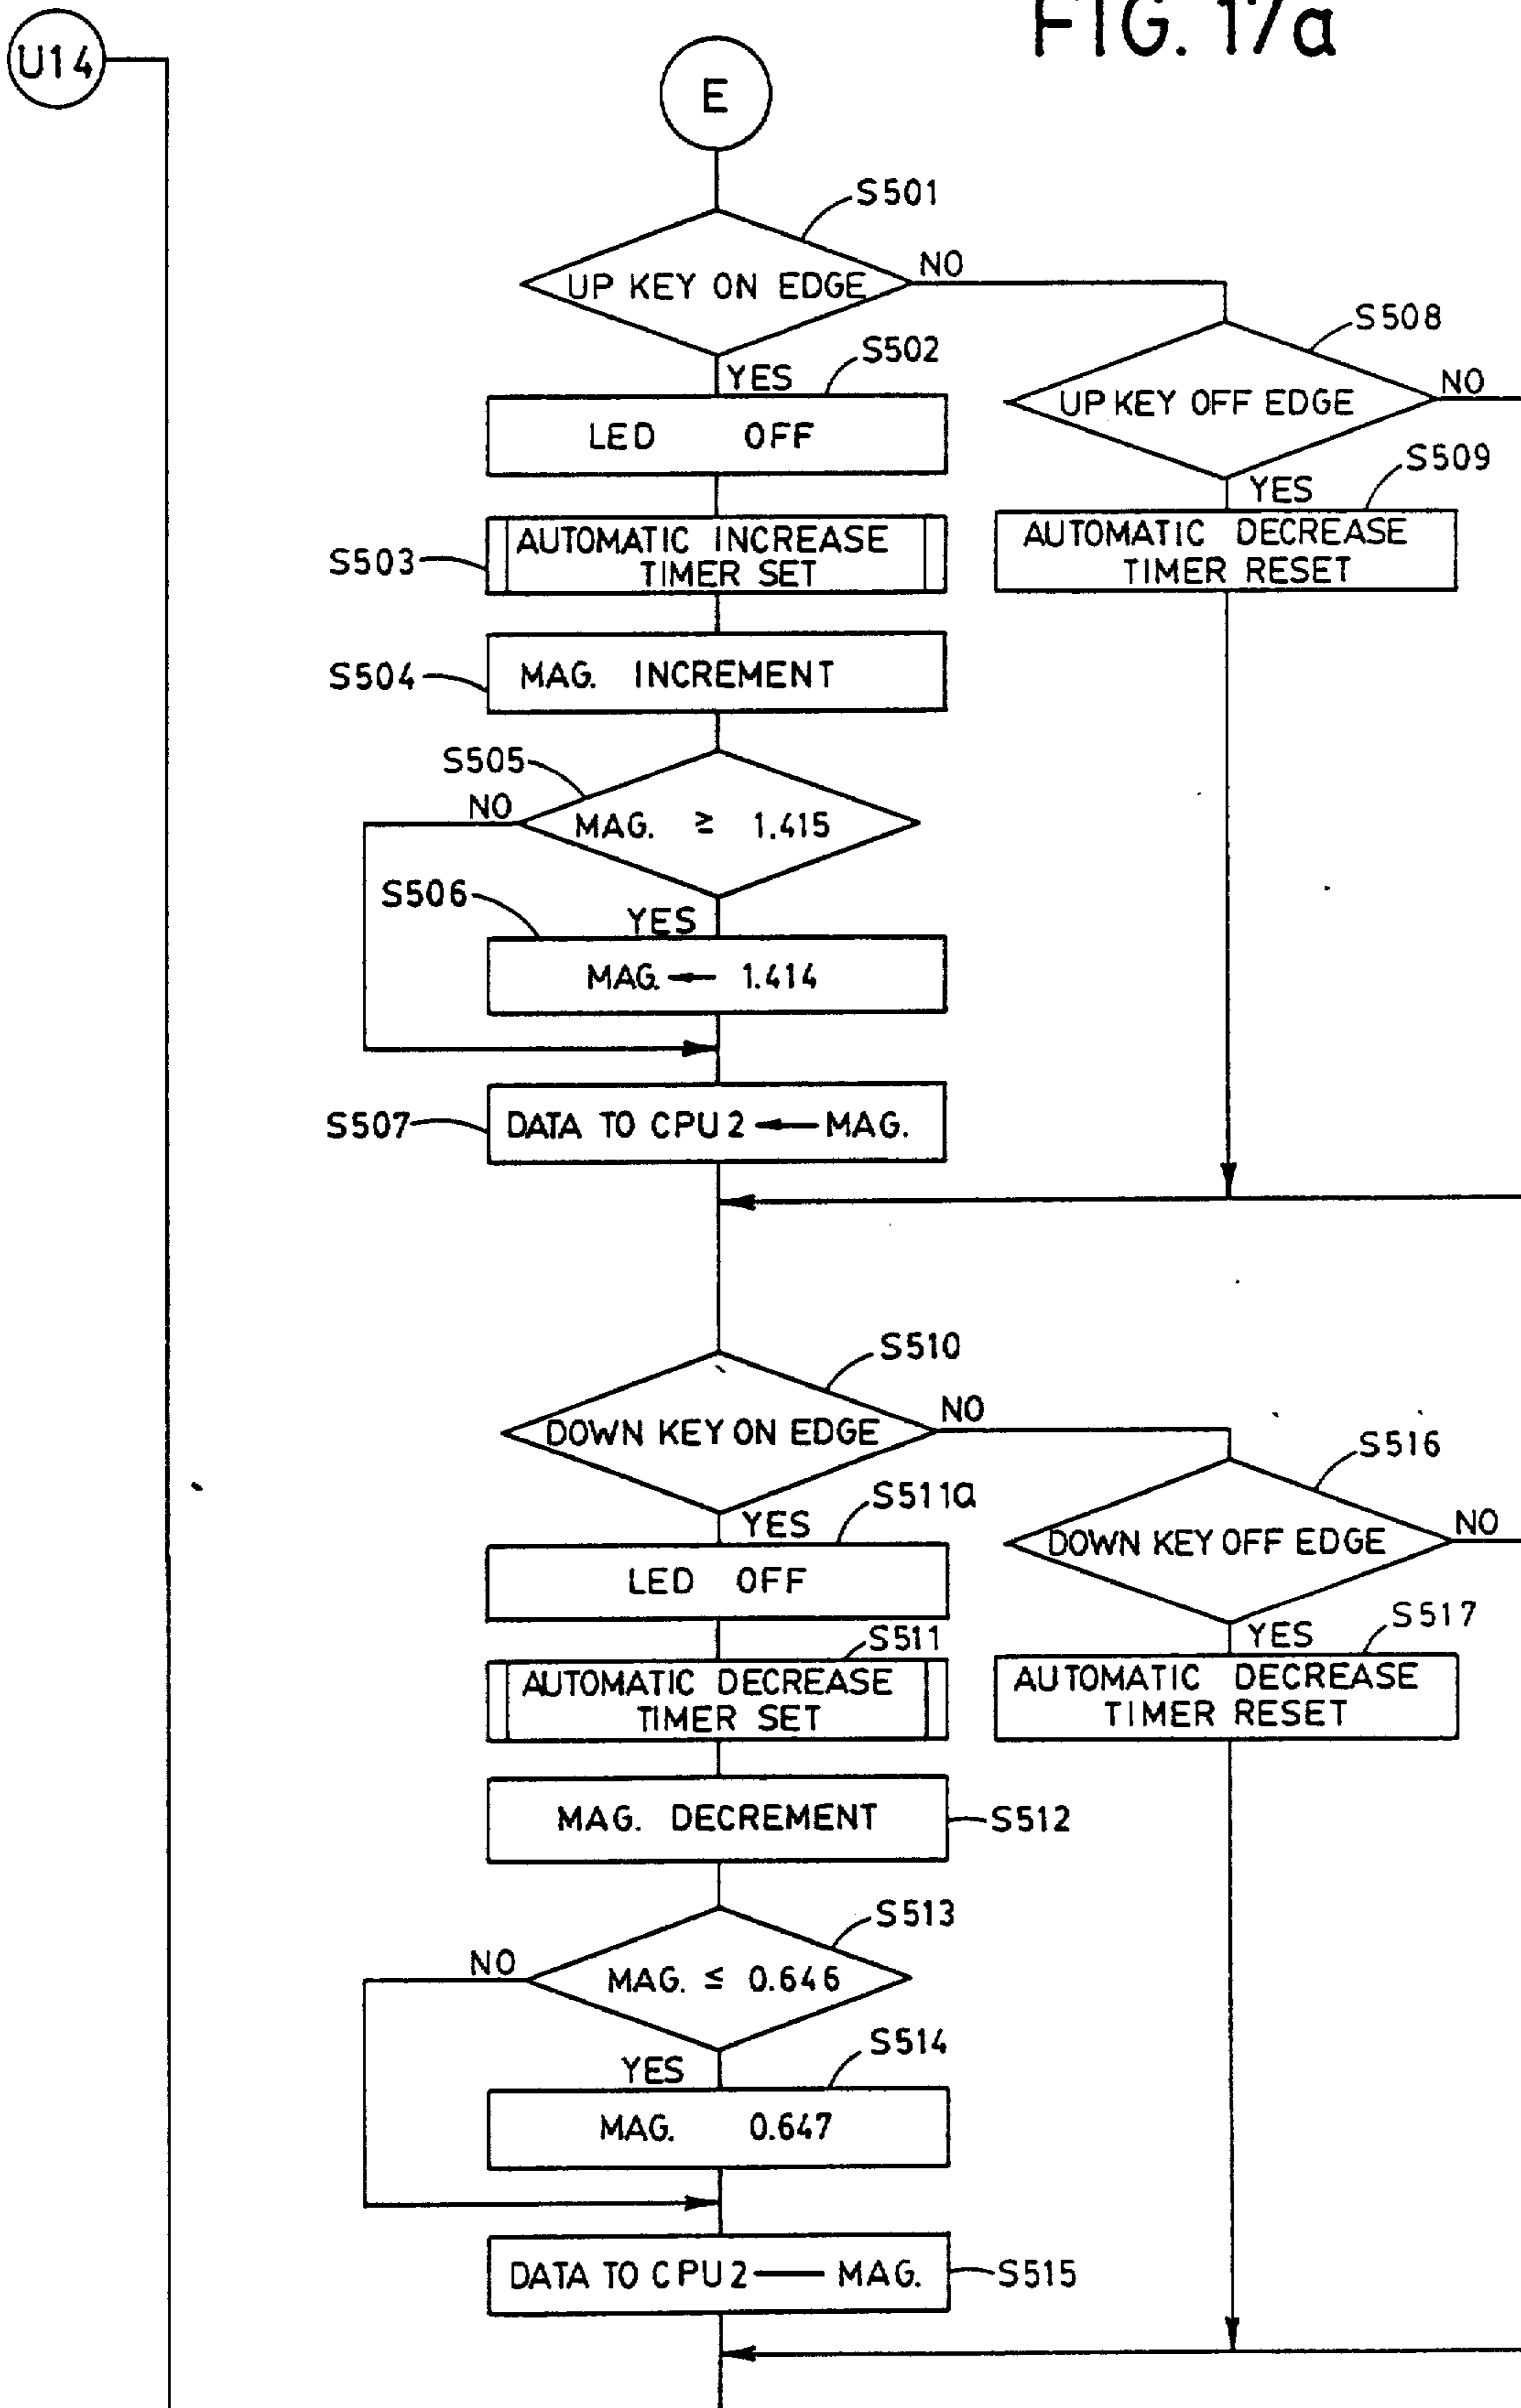 FIG. 17a
U14
E
S501
UP KEY ON EDGE
NO
S508
UP KEY OFF EDGE
NO
YES
S502
LED OFF
YES
S509
AUTOMATIC DECREASE
TIMER RESET
S503
AUTOMATIC INCREASE
TIMER SET
S504
MAG. INCREMENT
S505
NO
MAG. ≥ 1.415
S506
YES
MAG. ← 1.414
S507
DATA TO CPU2 ← MAG.
S510
DOWN KEY ON EDGE
NO
S516
DOWN KEY OFF EDGE
NO
YES
S511a
LED OFF
YES
S517
AUTOMATIC DECREASE
TIMER RESET
S511
AUTOMATIC DECREASE
TIMER SET
MAG. DECREMENT
S512
S513
NO
MAG. ≤ 0.646
S514
YES
MAG. 0.647
DATA TO CPU2 — MAG.
S515